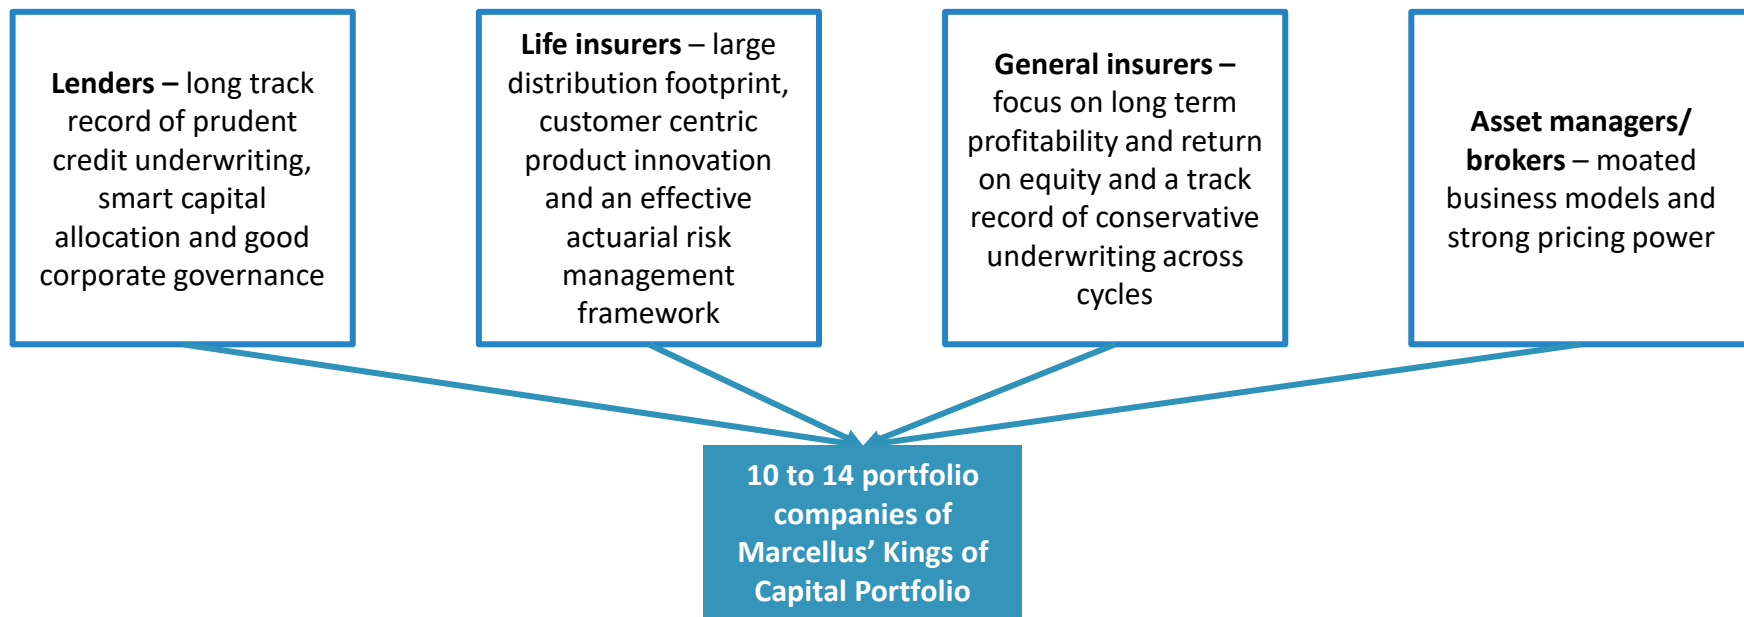 Lenders – long track
record of prudent
credit underwriting,
smart capital
allocation and good
corporate governance
Life insurers – large
distribution footprint,
customer centric
product innovation
and an effective
actuarial risk
management
framework
General insurers –
focus on long term
profitability and return
on equity and a track
record of conservative
underwriting across
cycles
Asset managers/
brokers – moated
business models and
strong pricing power
10 to 14 portfolio
companies of
Marcellus’ Kings of
Capital Portfolio